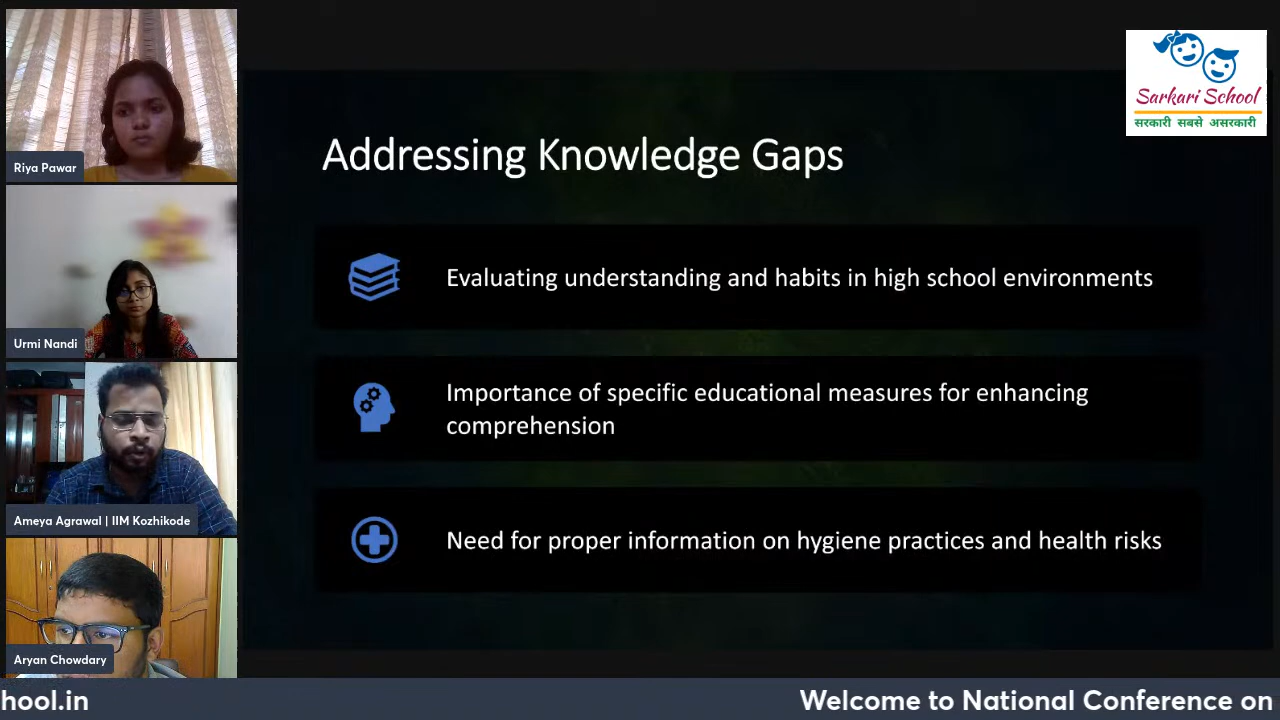 Riya Pawar
Urmi Nandi
Ameya Agrawal | IIM Kozhikode
Aryan Chowdary
Sarkari School
सरकारी सबसे असरकारी
Addressing Knowledge Gaps
Evaluating understanding and habits in high school environments
Importance of specific educational measures for enhancing
comprehension
Need for proper information on hygiene practices and health risks
hool.in
Welcome to National Conference on